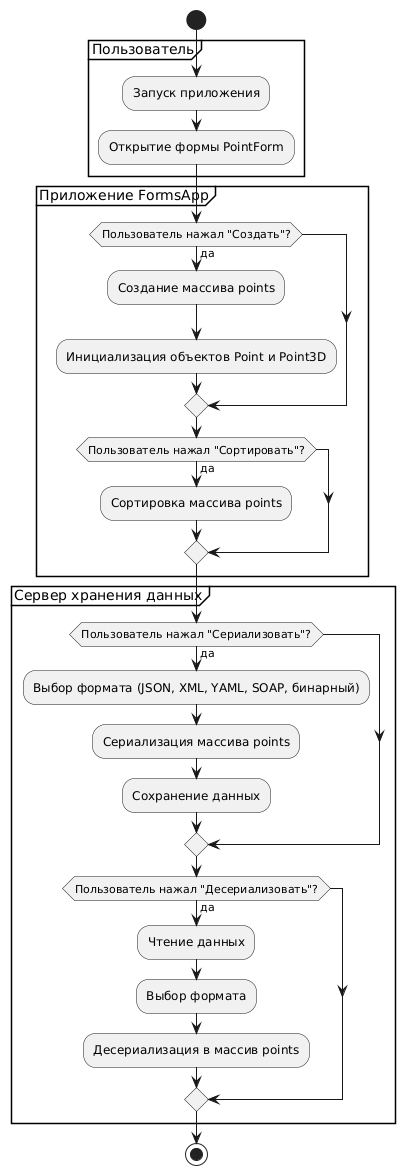 Пользователь
Запуск приложения
Открытие формы PointForm
Приложение FormsApp
Пользователь нажал "Создать"?
да
Создание массива points
Инициализация объектов Point и Point3D
Пользователь нажал "Сортировать"?
да
Сортировка массива points
Сервер хранения данных
Пользователь нажал "Сериализовать"?
да
Выбор формата (JSON, XML, YAML, SOAP, бинарный)
Сериализация массива points
Сохранение данных
Пользователь нажал "Десериализовать"?
да
Чтение данных
Выбор формата
Десериализация в массив points